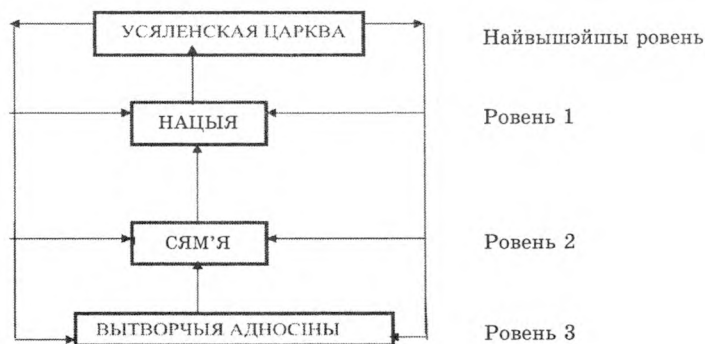 УСЯЛЕНСКАЯ ЦАРКВА
Найвышэйшы ровень
НАЦЫЯ
Ровень 1
СЯМ'Я
Ровень 2
ВЫТВОРЧЫЯ АДНОСІНЫ
Ровень 3